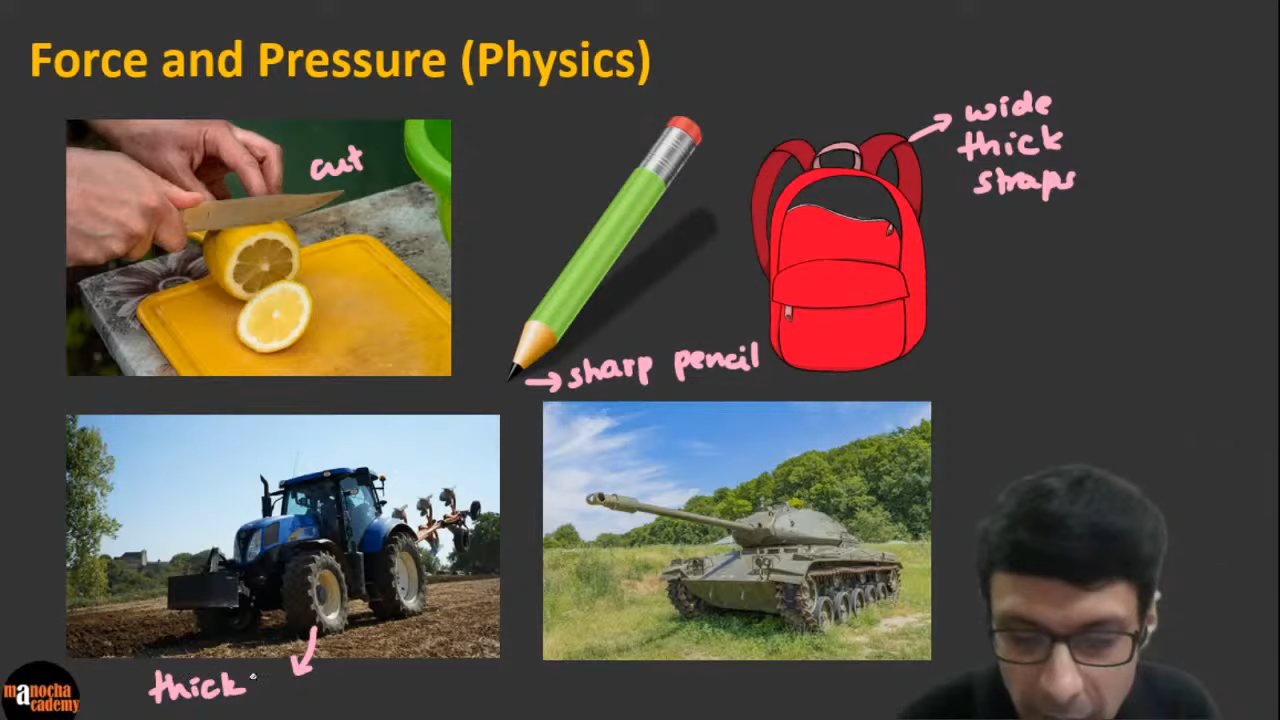 Force and Pressure (Physics)
cut
wide
thick
straps
sharp pencil
thick
manocha
academy